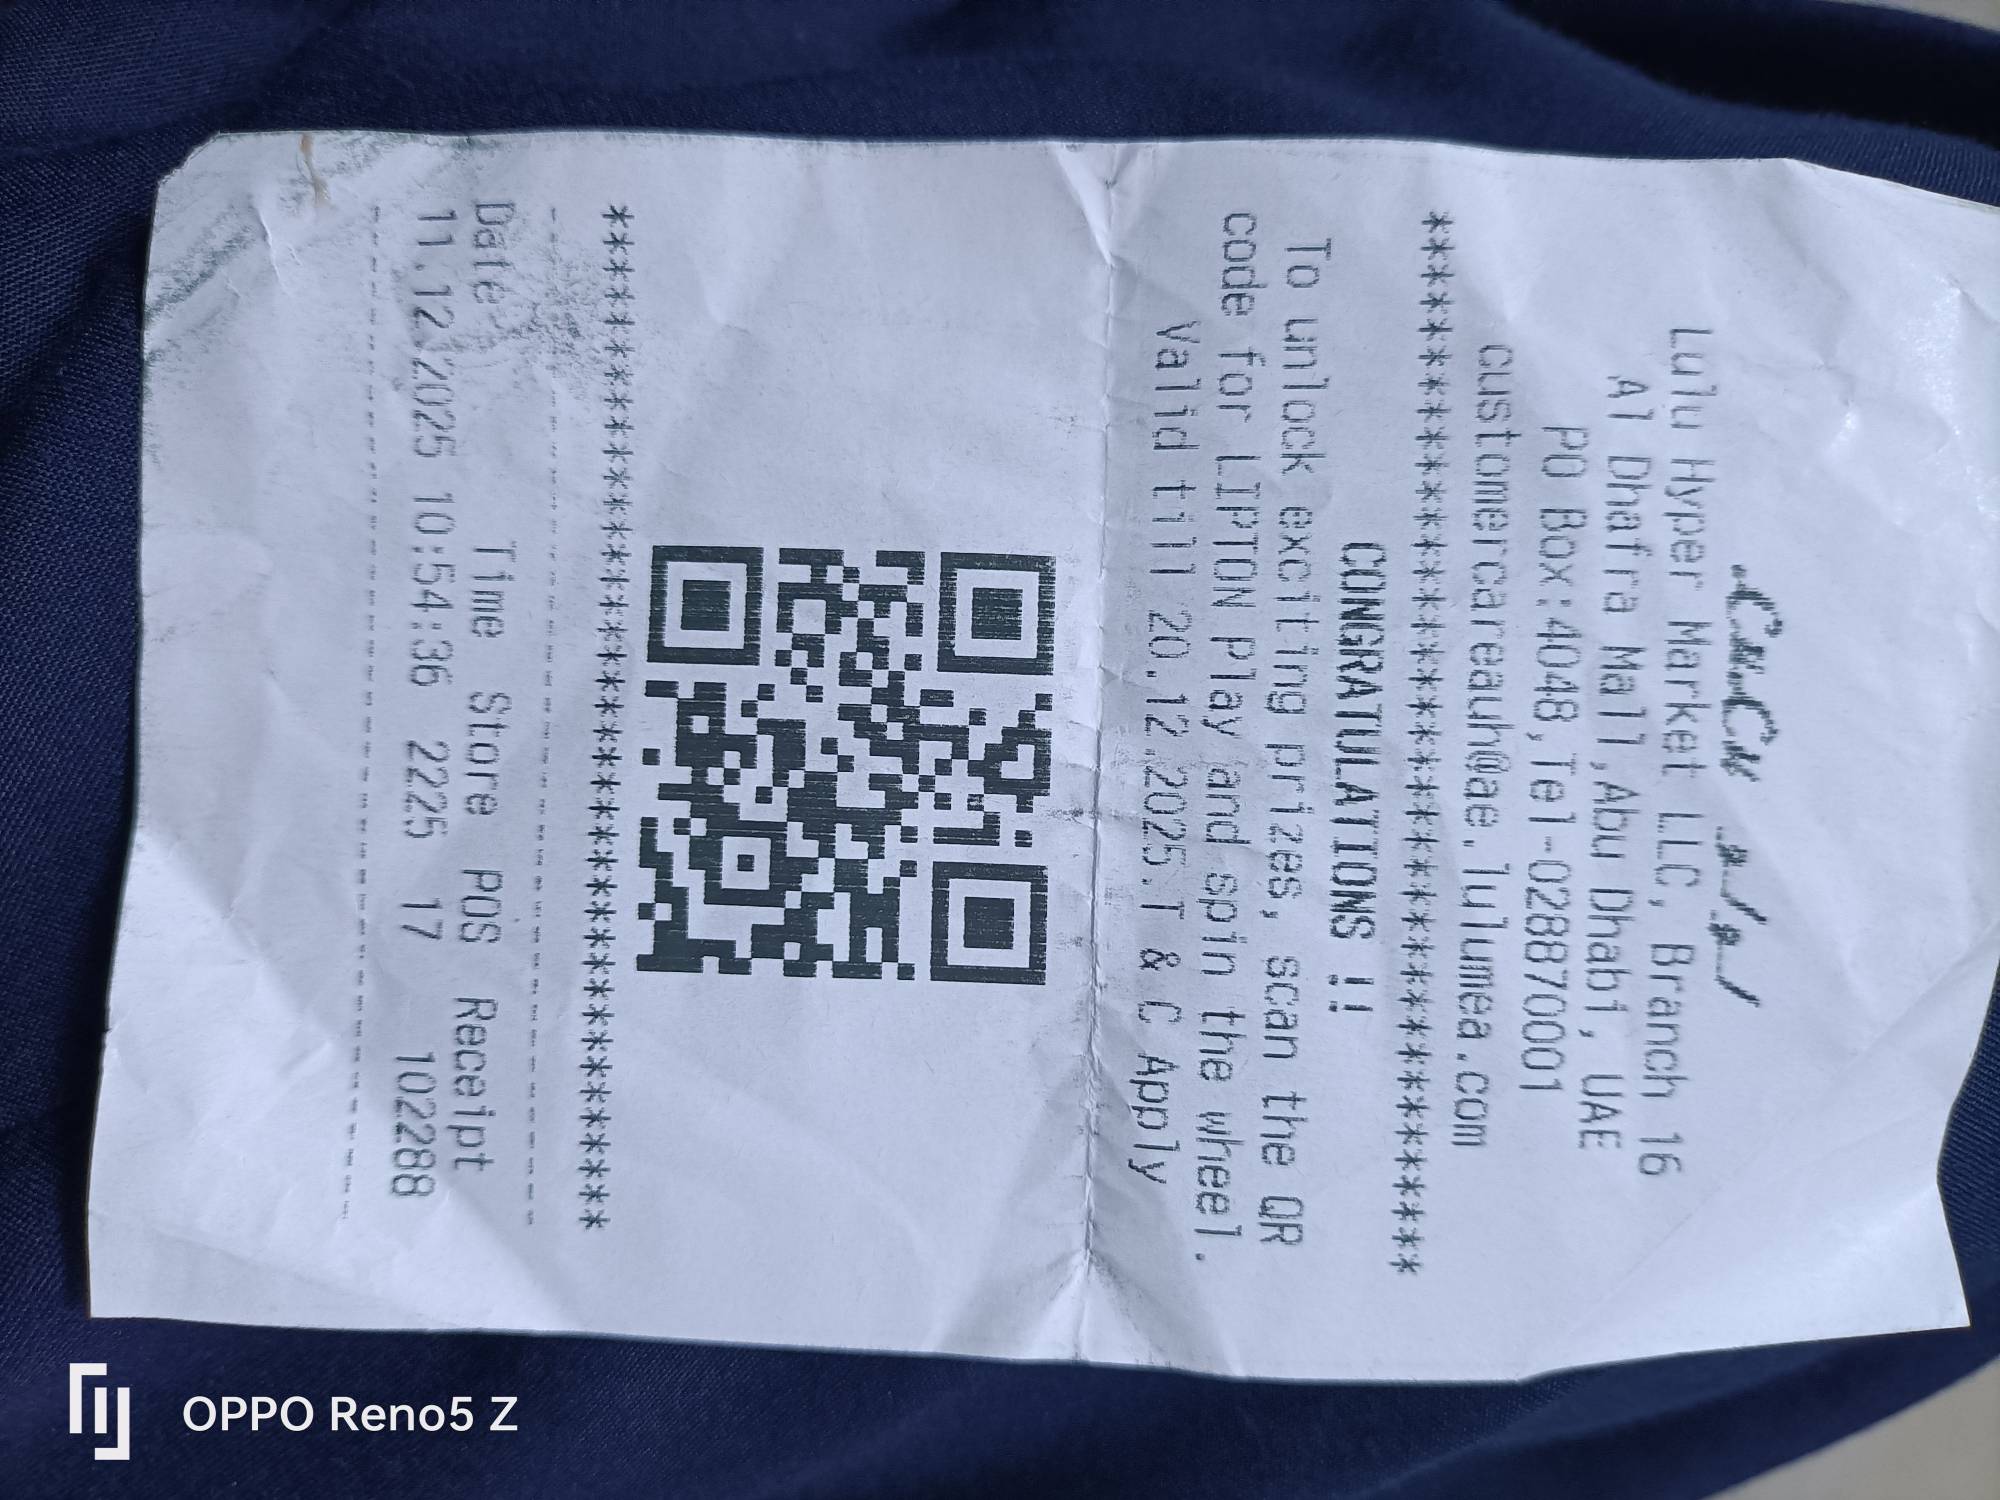 Lulu Hyper Market LLC, Branch 16
Al Dhafra Mall,Abu Dhabi, UAE
PO Box:4048,Tel-028870001
customercareauh@ae.lulumea.com
****************************************
CONGRATULATIONS !!
To unlock exciting prizes, scan the QR
code for LIPTON Play and spin the wheel.
Valid till 20.12.2025.T & C Apply
****************************************
Date Time Store POS Receipt
11.12.2025 10:54:36 2225 17 102288
OPPO Reno5 Z